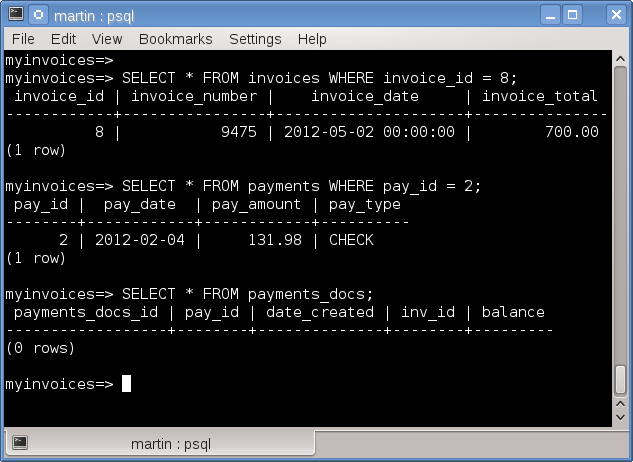 martin : psql
File Edit View Bookmarks Settings Help
myinvoices=>
myinvoices=> SELECT * FROM invoices WHERE invoice_id = 8;
 invoice_id | invoice_number |    invoice_date     | invoice_total
------------+----------------+---------------------+---------------
          8 |           9475 | 2012-05-02 00:00:00 |        700.00
(1 row)
myinvoices=> SELECT * FROM payments WHERE pay_id = 2;
 pay_id |  pay_date  | pay_amount | pay_type
--------+------------+------------+----------
      2 | 2012-02-04 |     131.98 | CHECK
(1 row)
myinvoices=> SELECT * FROM payments_docs;
 payments_docs_id | pay_id | date_created | inv_id | balance
------------------+--------+--------------+--------+---------
(0 rows)
myinvoices=>
martin : psql